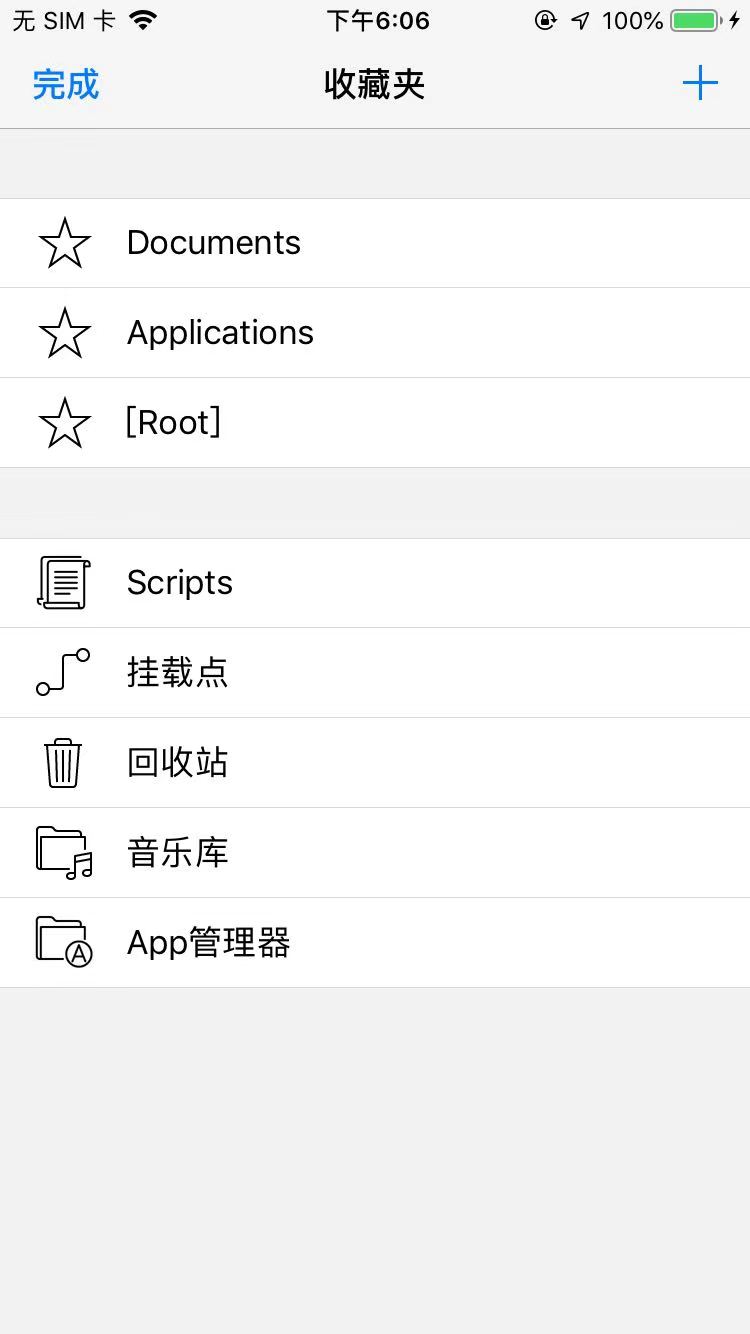 无 SIM 卡 下午6:06 100%
完成 收藏夹
Documents
Applications
[Root]
Scripts
挂载点
回收站
音乐库
App管理器